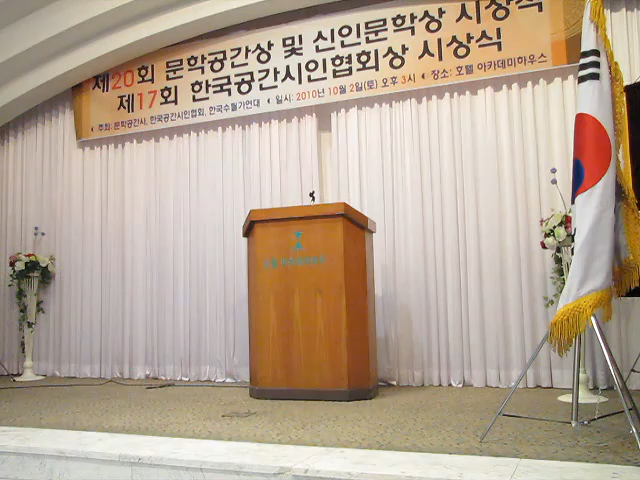 제20회 문학공간상 및 신인문학상 시상식
제17회 한국공간시인협회상 시상식
주최: 문학공간사, 한국공간시인협회, 한국수필가연대 일시: 2010년 10월 2일(토) 오후 3시 장소: 호텔 아카데미하우스